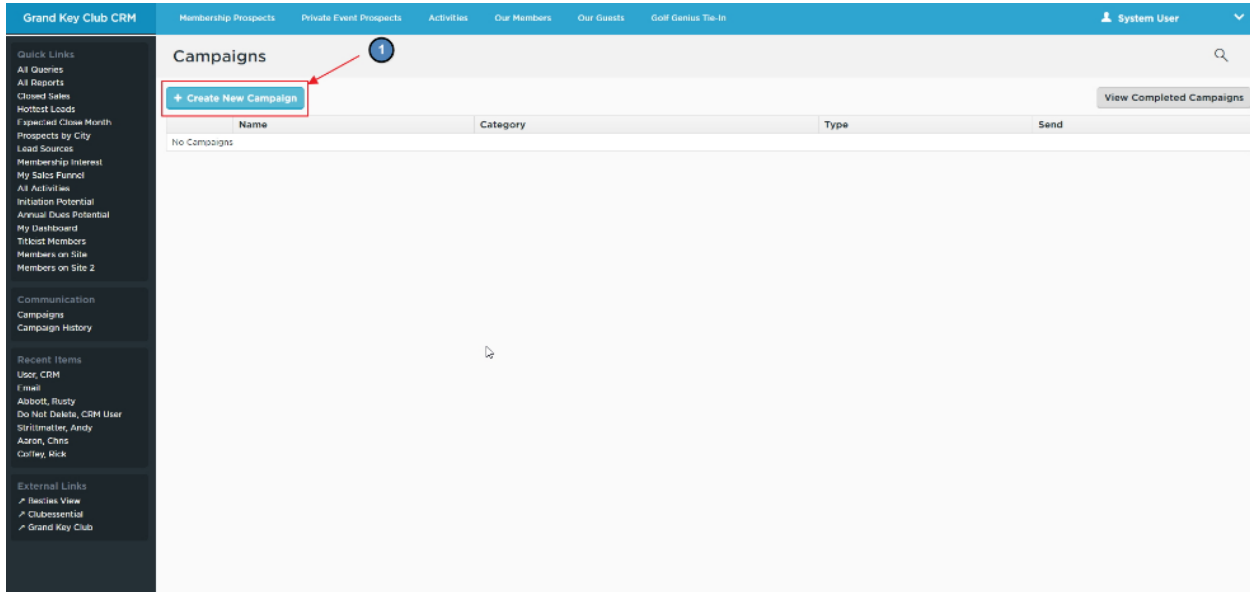 Grand Key Club CRM
Membership Prospects Private Event Prospects Activities Our Members Our Guests Golf Genius Tie-In
System User
Quick Links
All Queries
All Reports
Closed Sales
Hottest Leads
Expected Close Month
Prospects by City
Lead Sources
Membership Interest
My Sales Funnel
All Activities
Initiation Potential
Annual Dues Potential
My Dashboard
Titleist Members
Members on Site
Members on Site 2
Communication
Campaigns
Campaign History
Recent Items
User, CRM
Email
Abbott, Rusty
Do Not Delete, CRM User
Strittmatter, Andy
Aaron, Chris
Coffey, Rick
External Links
↗ Besties View
↗ Clubessential
↗ Grand Key Club
Campaigns
1
+ Create New Campaign
View Completed Campaigns
Name Category Type Send
No Campaigns